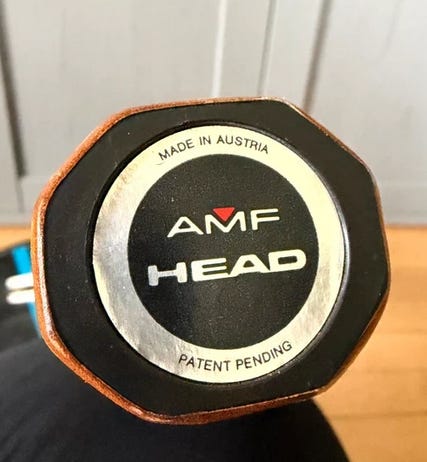 MADE IN AUSTRIA
AMF
HEAD
PATENT PENDING